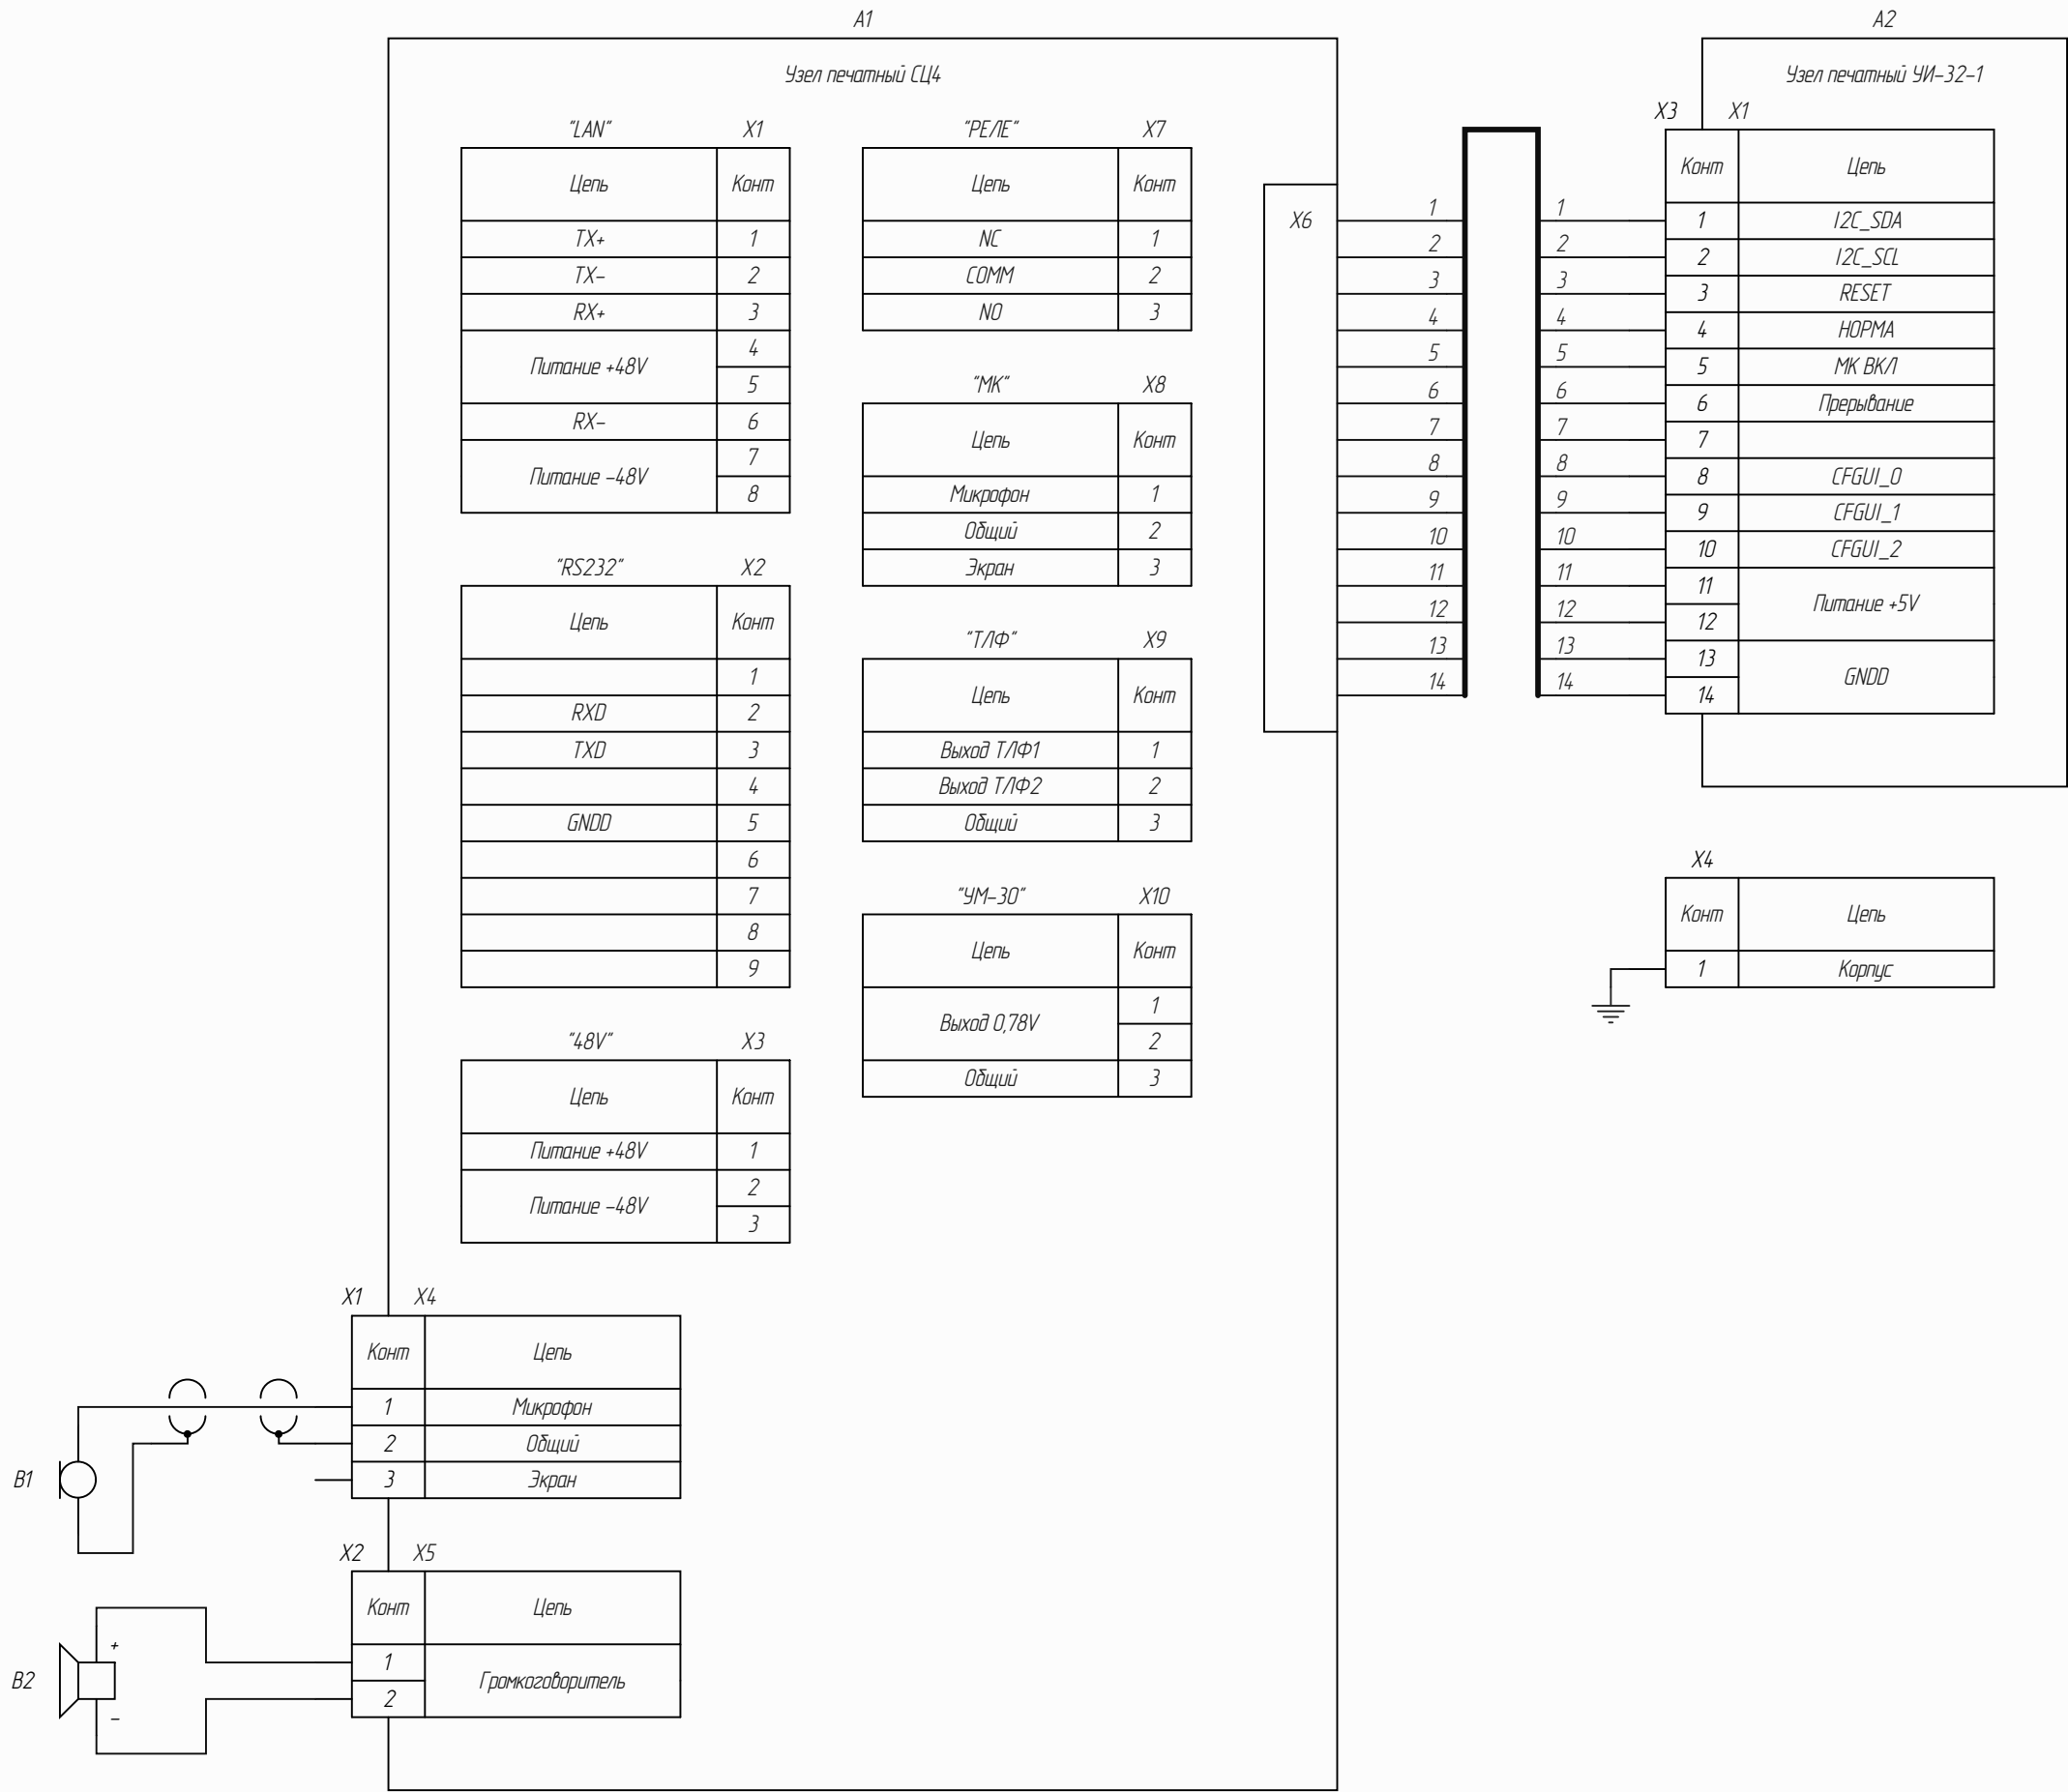 А1
Узел печатный СЦ4
"LAN" X1
Цепь Конт
TX+ 1
TX– 2
RX+ 3
Питание +48V 4
5
RX– 6
Питание –48V 7
8
"RS232" X2
Цепь Конт
1
RXD 2
TXD 3
4
GNDD 5
6
7
8
9
"48V" X3
Цепь Конт
Питание +48V 1
Питание –48V 2
3
"РЕЛЕ" X7
Цепь Конт
NC 1
COMM 2
NO 3
"МК" X8
Цепь Конт
Микрофон 1
Общий 2
Экран 3
"ТЛФ" X9
Цепь Конт
Выход ТЛФ1 1
Выход ТЛФ2 2
Общий 3
"УМ–30" X10
Цепь Конт
Выход 0,78V 1
2
Общий 3
X6
1 1
2 2
3 3
4 4
5 5
6 6
7 7
8 8
9 9
10 10
11 11
12 12
13 13
14 14
А2
Узел печатный УИ–32–1
X3 X1
Конт Цепь
1 I2C_SDA
2 I2C_SCL
3 RESET
4 НОРМА
5 МК ВКЛ
6 Прерывание
7
8 CFGUI_0
9 CFGUI_1
10 CFGUI_2
11 Питание +5V
12
13 GNDD
14
X4
Конт Цепь
1 Корпус
X1 X4
Конт Цепь
1 Микрофон
2 Общий
3 Экран
B1
X2 X5
Конт Цепь
1 Громкоговоритель
2
B2
+
–